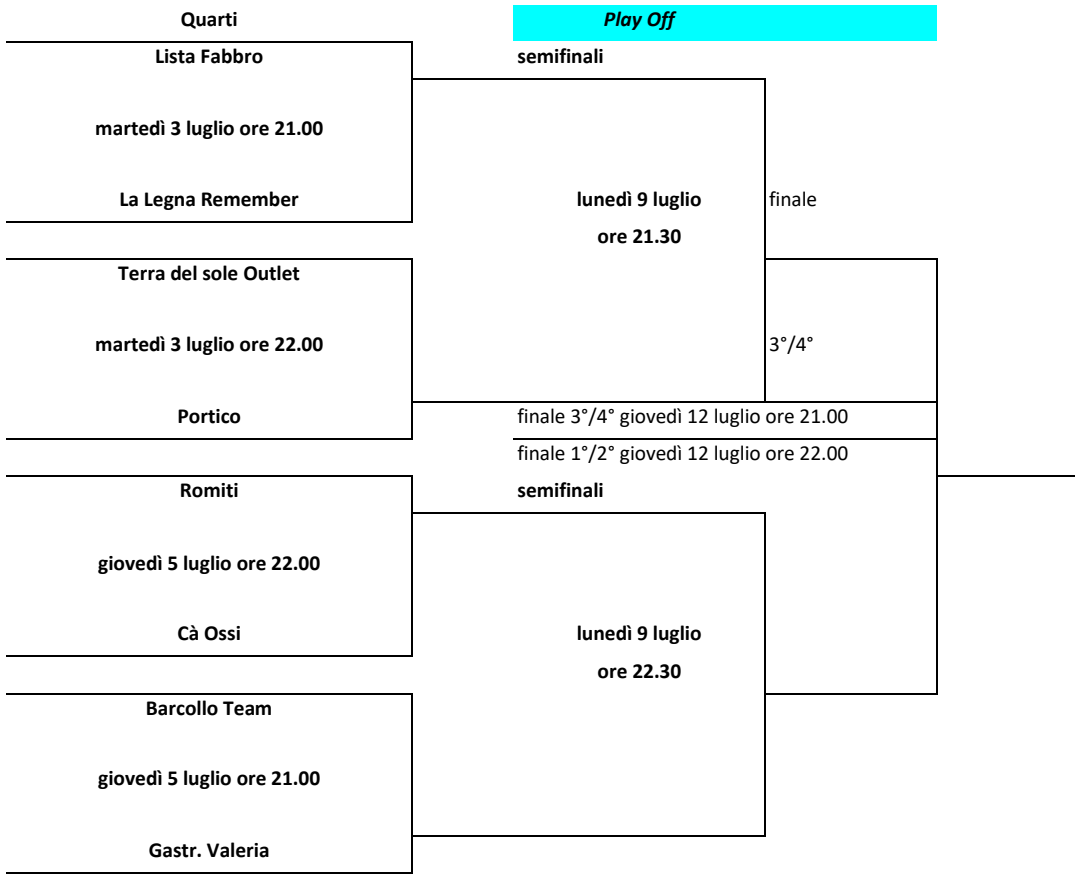 Quarti
Play Off
Lista Fabbro
semifinali
martedì 3 luglio ore 21.00
La Legna Remember
lunedì 9 luglio
finale
ore 21.30
Terra del sole Outlet
martedì 3 luglio ore 22.00
3°/4°
Portico
finale 3°/4° giovedì 12 luglio ore 21.00
finale 1°/2° giovedì 12 luglio ore 22.00
Romiti
semifinali
giovedì 5 luglio ore 22.00
Cà Ossi
lunedì 9 luglio
ore 22.30
Barcollo Team
giovedì 5 luglio ore 21.00
Gastr. Valeria